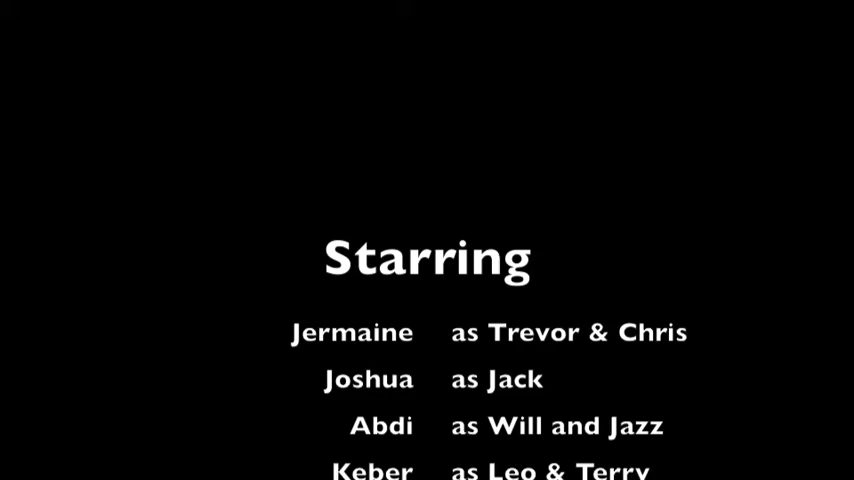 Starring
Jermaine as Trevor & Chris
Joshua as Jack
Abdi as Will and Jazz
Keber as Leo & Terry